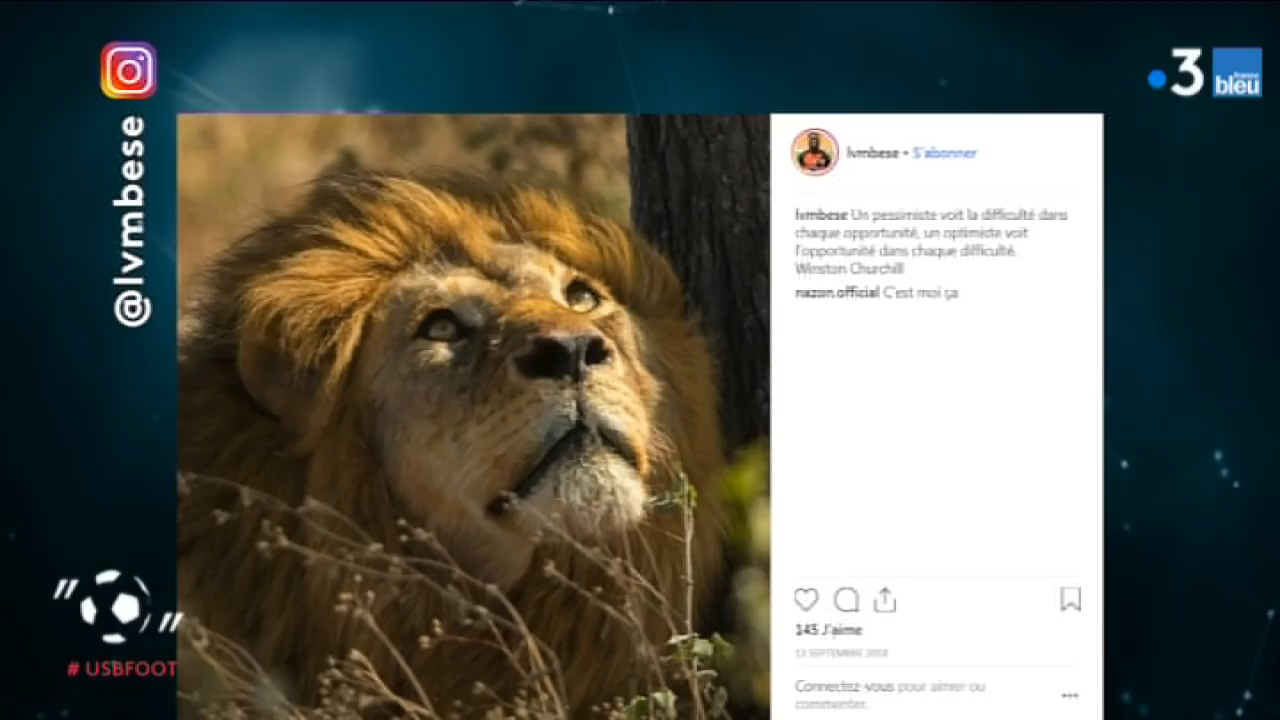 @lvmbese
3
france
bleu
lvmbese • S'abonner
lvmbese Un pessimiste voit la difficulté dans
chaque opportunité, un optimiste voit
l'opportunité dans chaque difficulté.
Winston Churchill
nazon.official C'est moi ça
145 J'aime
13 SEPTEMBRE 2018
Connectez-vous pour aimer ou
commenter.
# USBFOOT